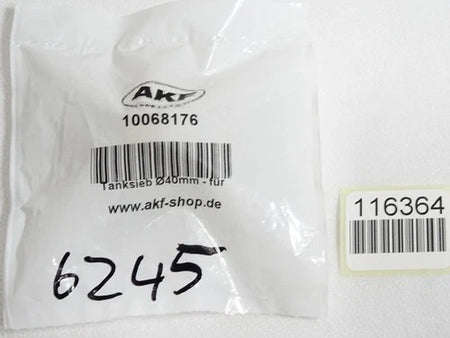 AKF
10068176
Tanksieb Ø40mm - für
www.akf-shop.de
6245
116364